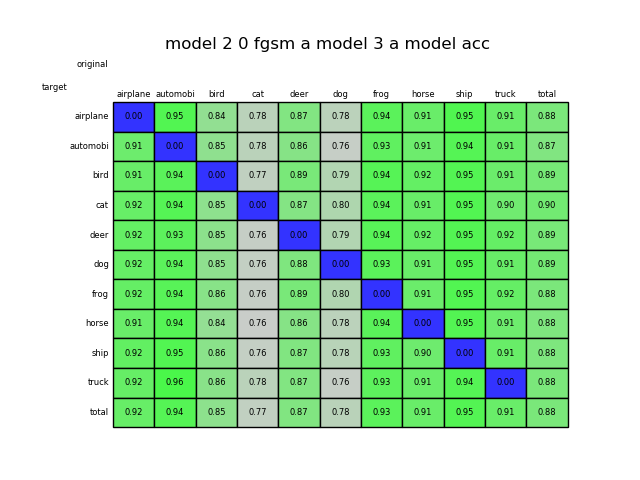 model 2 0 fgsm a model 3 a model acc
original
target
airplane automobi bird cat deer dog frog horse ship truck total
airplane 0.00 0.95 0.84 0.78 0.87 0.78 0.94 0.91 0.95 0.91 0.88
automobi 0.91 0.00 0.85 0.78 0.86 0.76 0.93 0.91 0.94 0.91 0.87
bird 0.91 0.94 0.00 0.77 0.89 0.79 0.94 0.92 0.95 0.91 0.89
cat 0.92 0.94 0.85 0.00 0.87 0.80 0.94 0.91 0.95 0.90 0.90
deer 0.92 0.93 0.85 0.76 0.00 0.79 0.94 0.92 0.95 0.92 0.89
dog 0.92 0.94 0.85 0.76 0.88 0.00 0.93 0.91 0.95 0.91 0.89
frog 0.92 0.94 0.86 0.76 0.89 0.80 0.00 0.91 0.95 0.92 0.88
horse 0.91 0.94 0.84 0.76 0.86 0.78 0.94 0.00 0.95 0.91 0.88
ship 0.92 0.95 0.86 0.76 0.87 0.78 0.93 0.90 0.00 0.91 0.88
truck 0.92 0.96 0.86 0.78 0.87 0.76 0.93 0.91 0.94 0.00 0.88
total 0.92 0.94 0.85 0.77 0.87 0.78 0.93 0.91 0.95 0.91 0.88